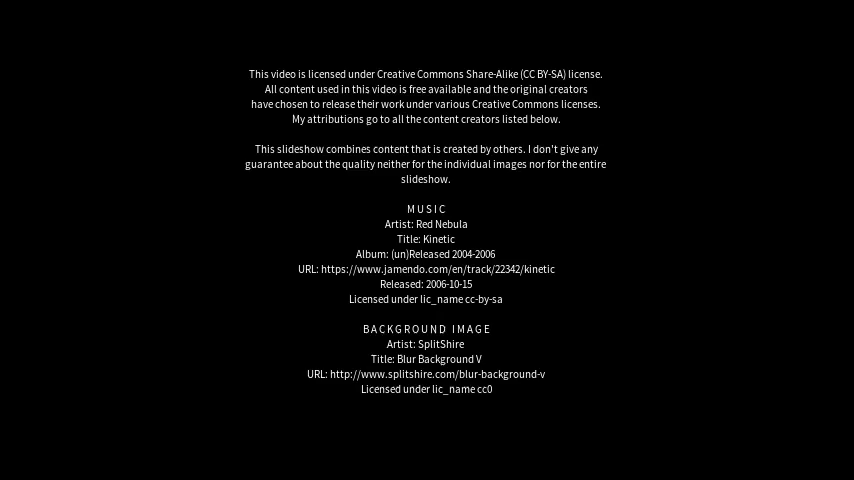 This video is licensed under Creative Commons Share-Alike (CC BY-SA) license.
All content used in this video is free available and the original creators
have chosen to release their work under various Creative Commons licenses.
My attributions go to all the content creators listed below.
This slideshow combines content that is created by others. I don't give any
guarantee about the quality neither for the individual images nor for the entire
slideshow.
MUSIC
Artist: Red Nebula
Title: Kinetic
Album: (un)Released 2004-2006
URL: https://www.jamendo.com/en/track/22342/kinetic
Released: 2006-10-15
Licensed under lic_name cc-by-sa
BACKGROUND IMAGE
Artist: SplitShire
Title: Blur Background V
URL: http://www.splitshire.com/blur-background-v
Licensed under lic_name cc0